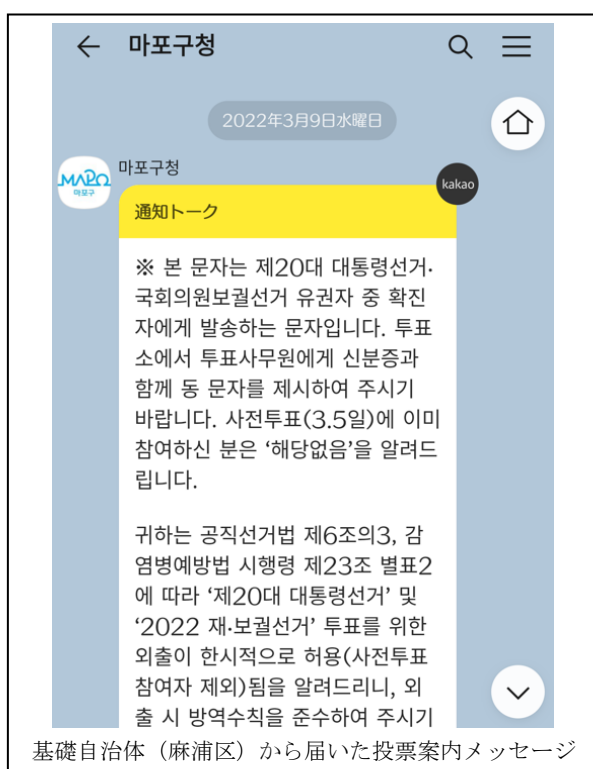 마포구청
2022年3月9日水曜日
마포구청
MAPO
마포구
kakao
通知トーク
※ 본 문자는 제20대 대통령선거·
국회의원보궐선거 유권자 중 확진
자에게 발송하는 문자입니다. 투표
소에서 투표사무원에게 신분증과
함께 동 문자를 제시하여 주시기
바랍니다. 사전투표(3.5일)에 이미
참여하신 분은 ‘해당없음’을 알려드
립니다.
귀하는 공직선거법 제6조의3, 감
염병예방법 시행령 제23조 별표2
에 따라 ‘제20대 대통령선거’ 및
‘2022 재·보궐선거’ 투표를 위한
외출이 한시적으로 허용(사전투표
참여자 제외)됨을 알려드리니, 외
출 시 방역수칙을 준수하여 주시기
基礎自治体（麻浦区）から届いた投票案内メッセージ